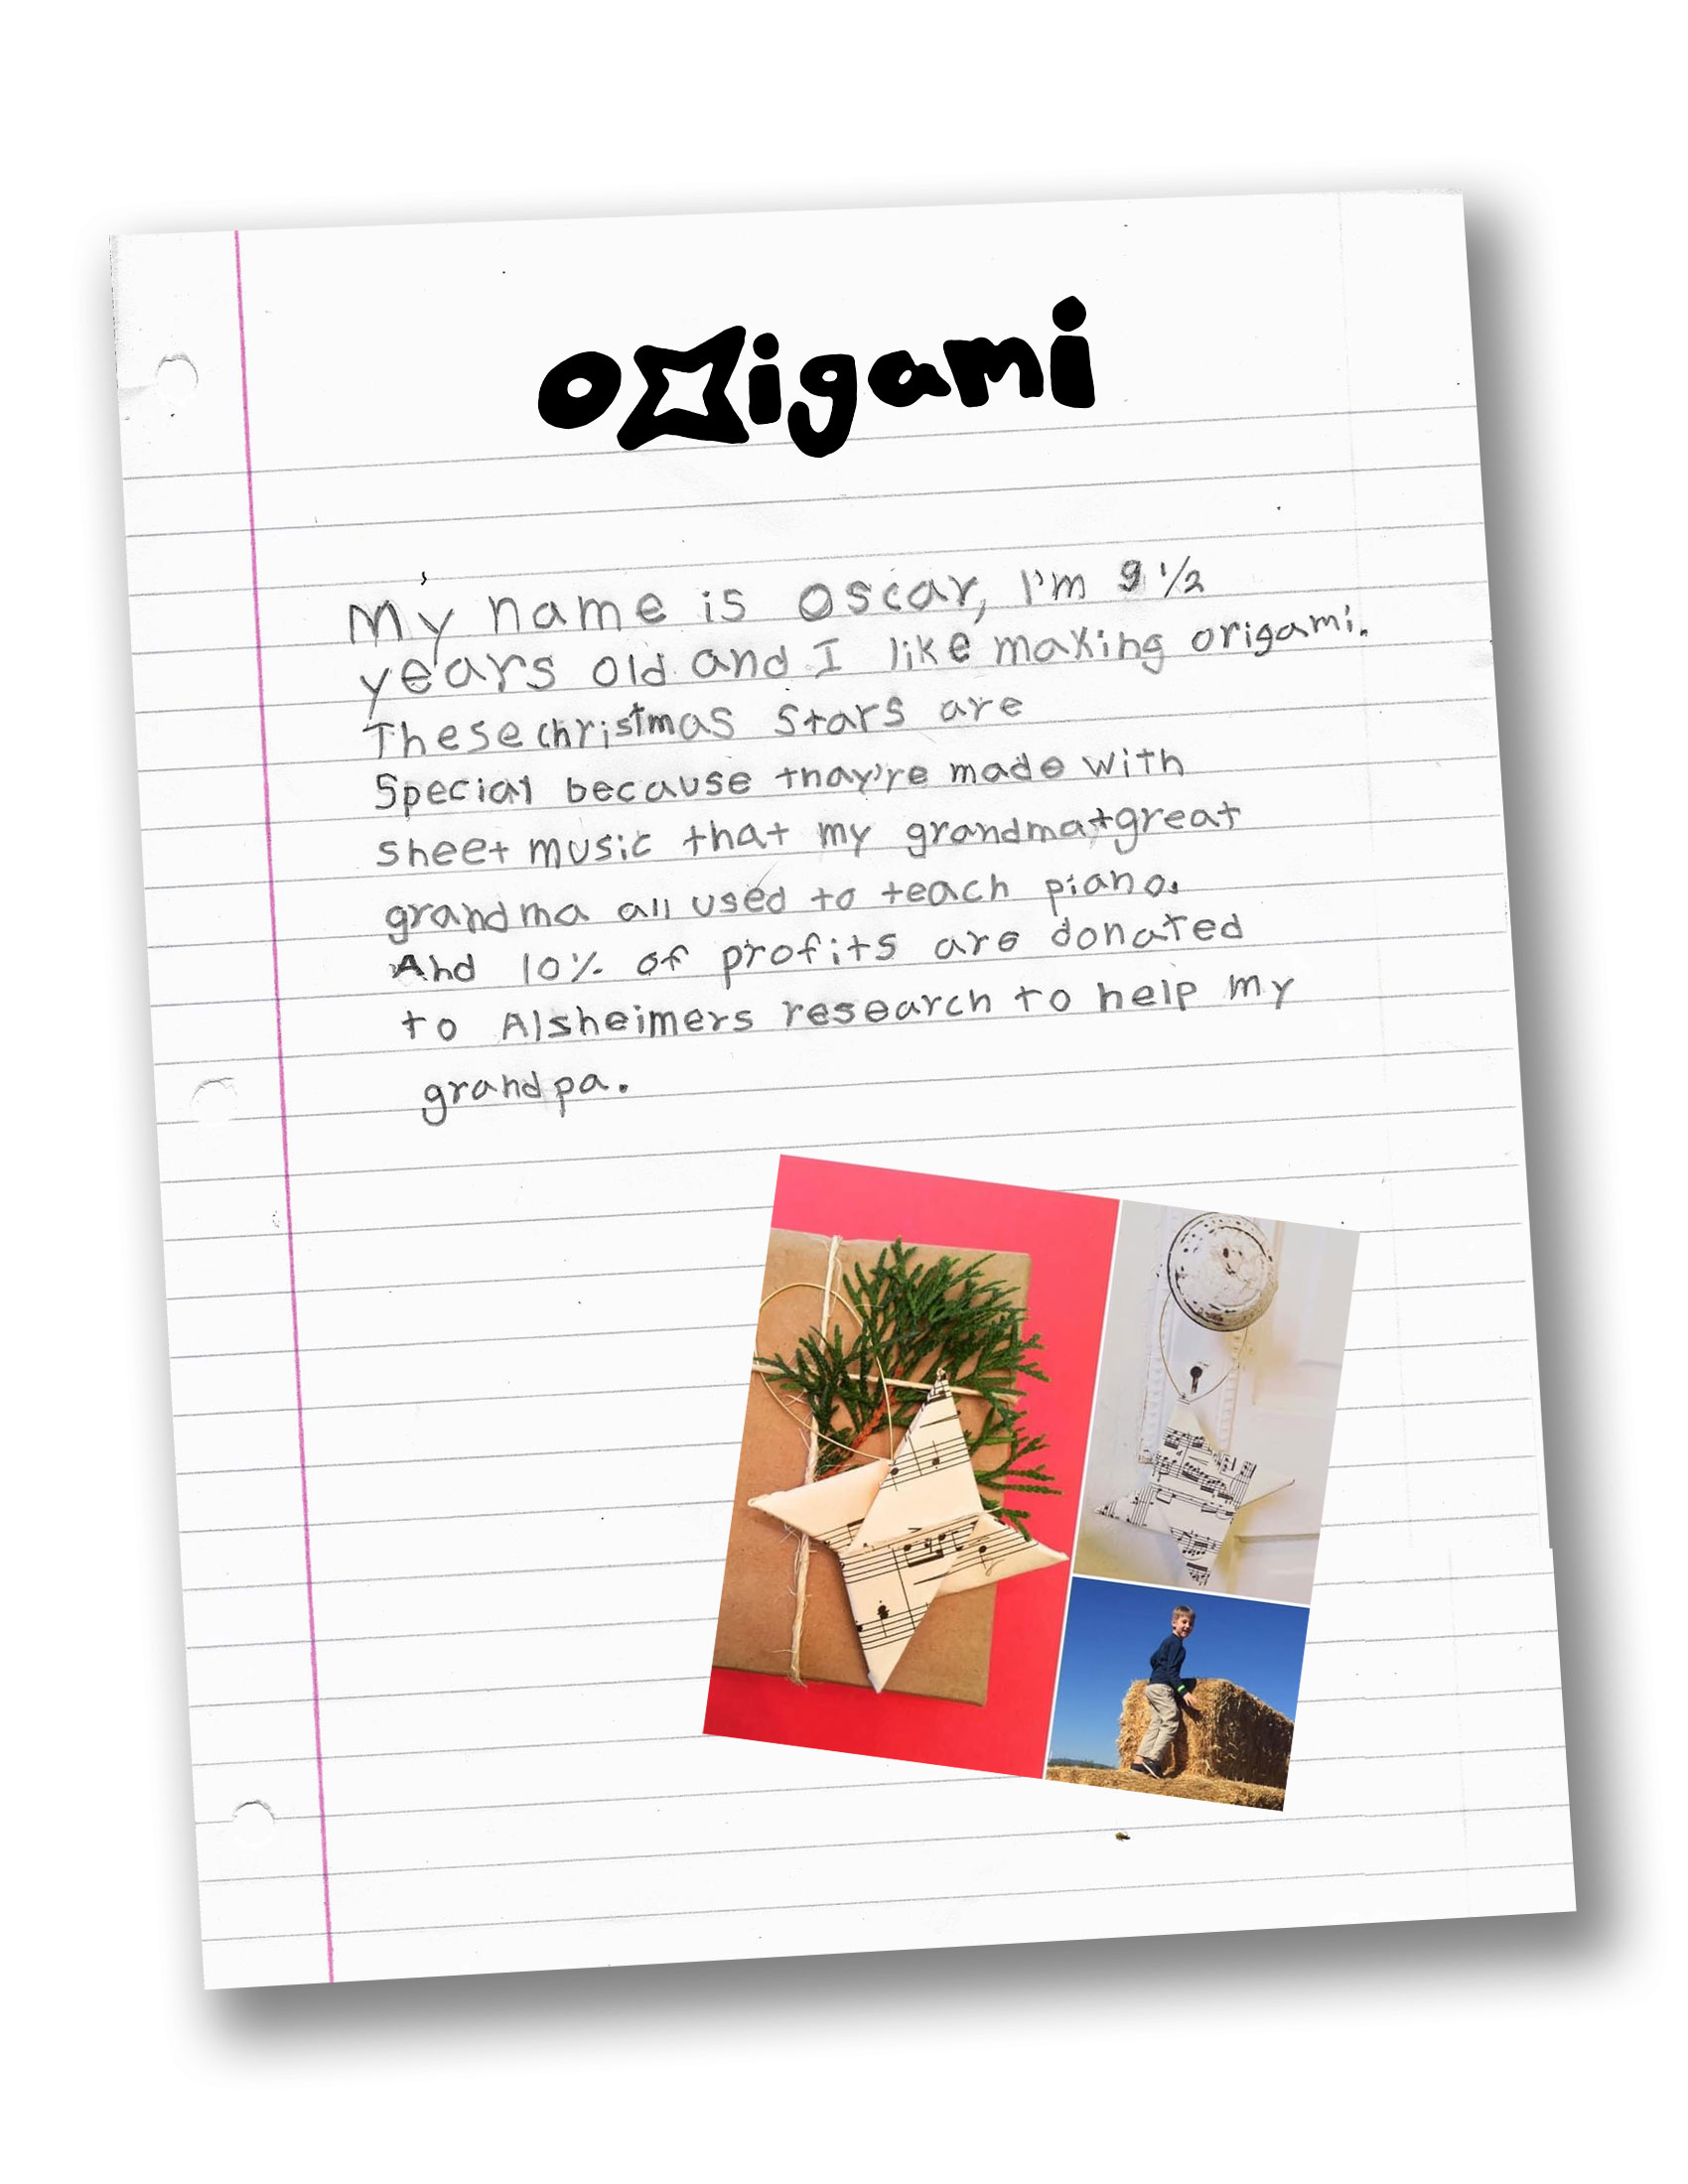 origami
My name is Oscar, I'm 9 1/2
years old and I like making origami.
These christmas stars are
Special because thay're made with
sheet music that my grandma+great
grandma all used to teach piano.
And 10% of profits are donated
to Alsheimers research to help my
grandpa.